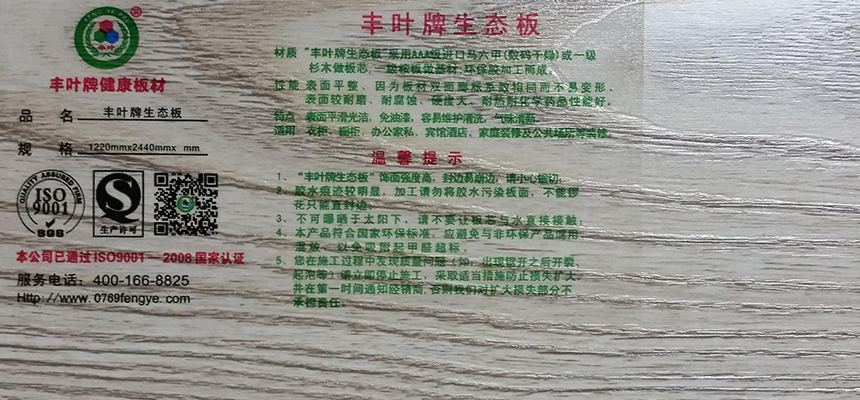 FENG YE PAI
丰叶
®
丰叶牌健康板材
品 名 丰叶牌生态板
规 格 1220mmx2440mmx mm
QUALITY ASSURED FIRM
ISO
9001
SGS
QS
生产许可
本公司已通过ISO9001—2008国家认证
服务电话：400-166-8825
Http://www.0769fengye.com
丰叶牌生态板
材质 “丰叶牌生态板”采用AAA级进口马六甲(数码干燥)或一级
杉木做板芯，一级桉板做基材，环保胶加工而成。
性能 表面平整，因为板材双面膨胀系数相同而不易变形、
表面较耐磨、耐腐蚀、硬度大、耐热耐化学药品性能好。
特点 表面平滑光洁，免油漆，容易维护清洗，气味清新。
适用 衣柜、橱柜、办公家私、宾馆酒店、家庭装修及公共场所等装修。
温馨提示
1、“丰叶牌生态板”饰面强度高，封边易崩边，请小心锯切。
2、胶水痕迹较明显，加工请勿将胶水污染板面，不能锣
花只能直封边。
3、不可曝晒于太阳下，请不要让板芯与水直接接触；
4、本产品符合国家环保标准，应避免与非环保产品混用
混放，以免吸附起甲醛超标。
5、您在施工过程中发现质量问题（如：出现锯开之后开裂、
起泡等）请立即停止施工，采取适当措施防止损失扩大
并在第一时间通知经销商，否则我们对扩大损失部分不
承担责任.